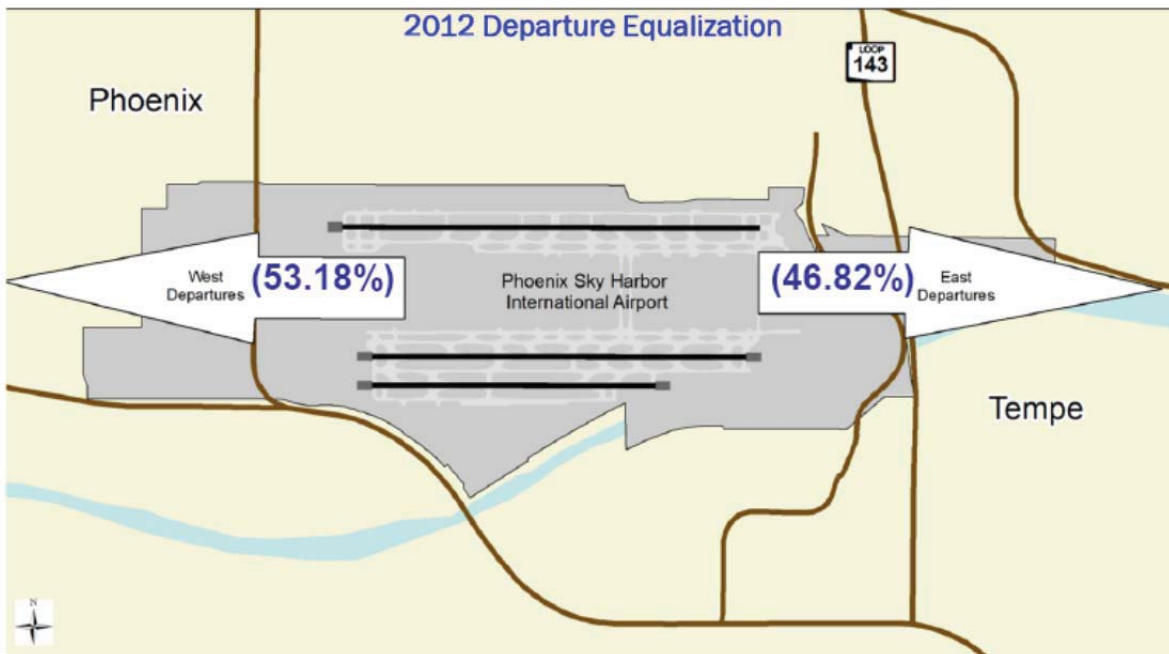 2012 Departure Equalization
LOOP
143
Phoenix
West
Departures
(53.18%)
Phoenix Sky Harbor
International Airport
(46.82%)
East
Departures
Tempe
N